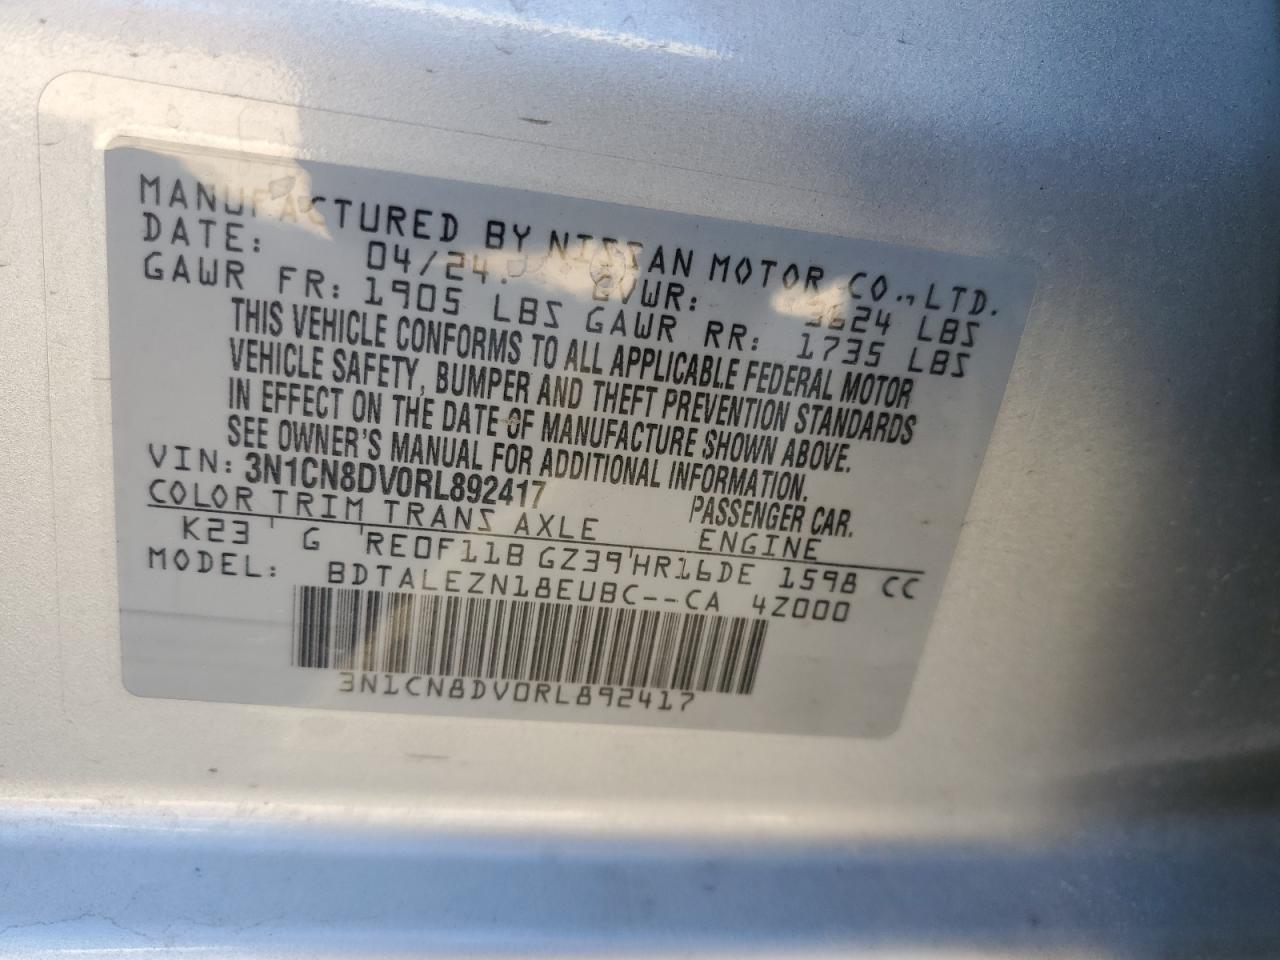 MANUFACTURED BY NISSAN MOTOR CO., LTD.
DATE: 04/24 GVWR: 3624 LBS
GAWR FR: 1905 LBS GAWR RR: 1735 LBS
THIS VEHICLE CONFORMS TO ALL APPLICABLE FEDERAL MOTOR
VEHICLE SAFETY, BUMPER AND THEFT PREVENTION STANDARDS
IN EFFECT ON THE DATE OF MANUFACTURE SHOWN ABOVE.
SEE OWNER'S MANUAL FOR ADDITIONAL INFORMATION.
VIN: 3N1CN8DV0RL892417 PASSENGER CAR.
COLOR TRIM TRANS AXLE ENGINE
K23 G RE0F11B GZ39 HR16DE 1598 CC
MODEL: BDTALEZN18EUBC--CA 4Z000
3N1CN8DV0RL892417